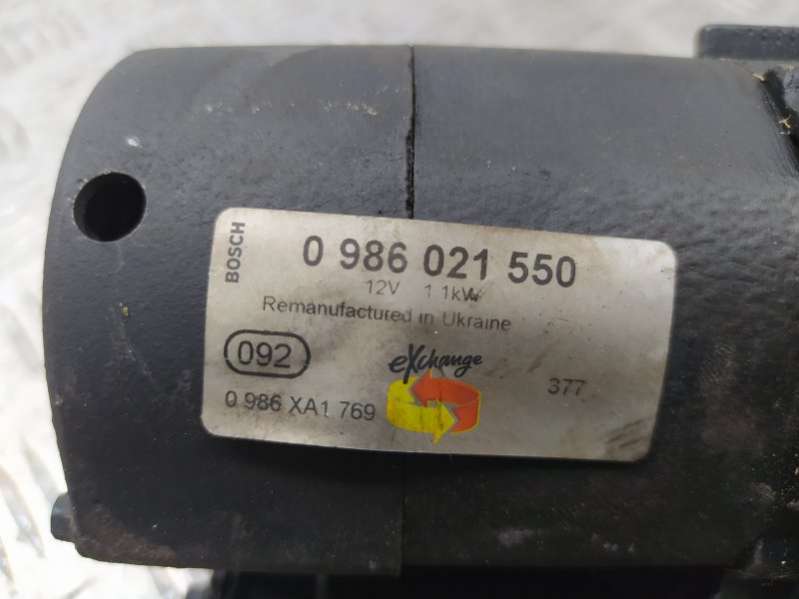 BOSCH
0 986 021 550
12V 1 1kW
Remanufactured in Ukraine
092
eXchange
377
0 986 XA1 769